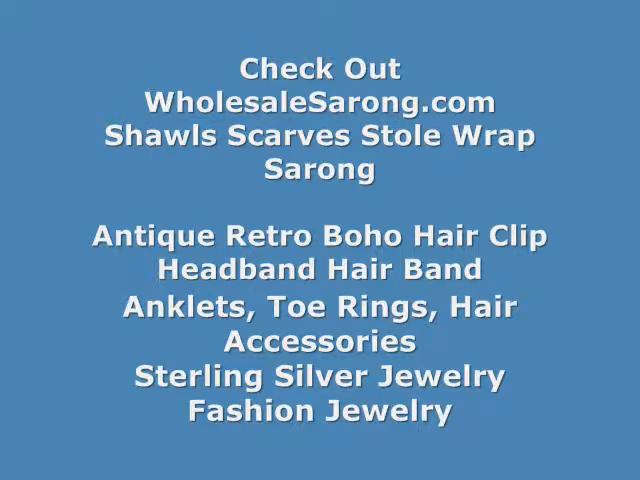 Check Out
WholesaleSarong.com
Shawls Scarves Stole Wrap
Sarong
Antique Retro Boho Hair Clip
Headband Hair Band
Anklets, Toe Rings, Hair
Accessories
Sterling Silver Jewelry
Fashion Jewelry